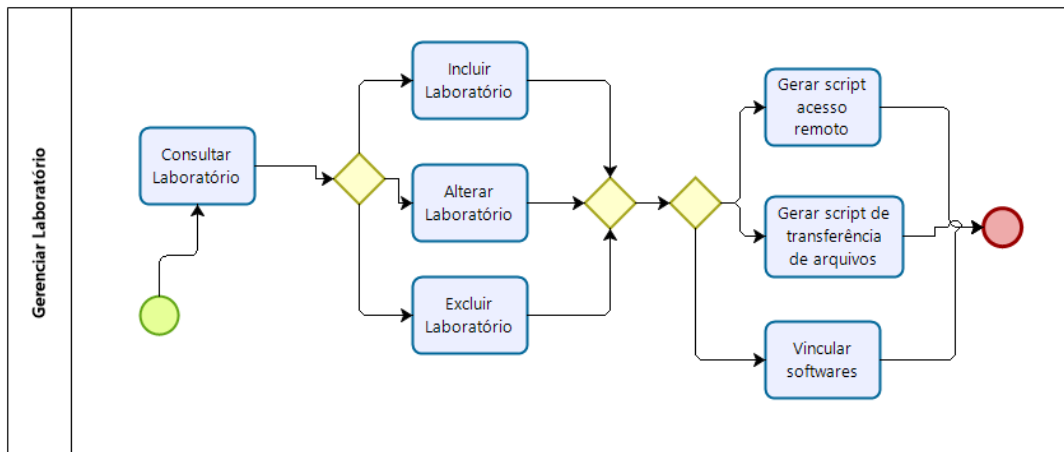 Gerenciar Laboratório
Consultar
Laboratório
Incluir
Laboratório
Alterar
Laboratório
Excluir
Laboratório
Gerar script
acesso
remoto
Gerar script de
transferência
de arquivos
Vincular
softwares